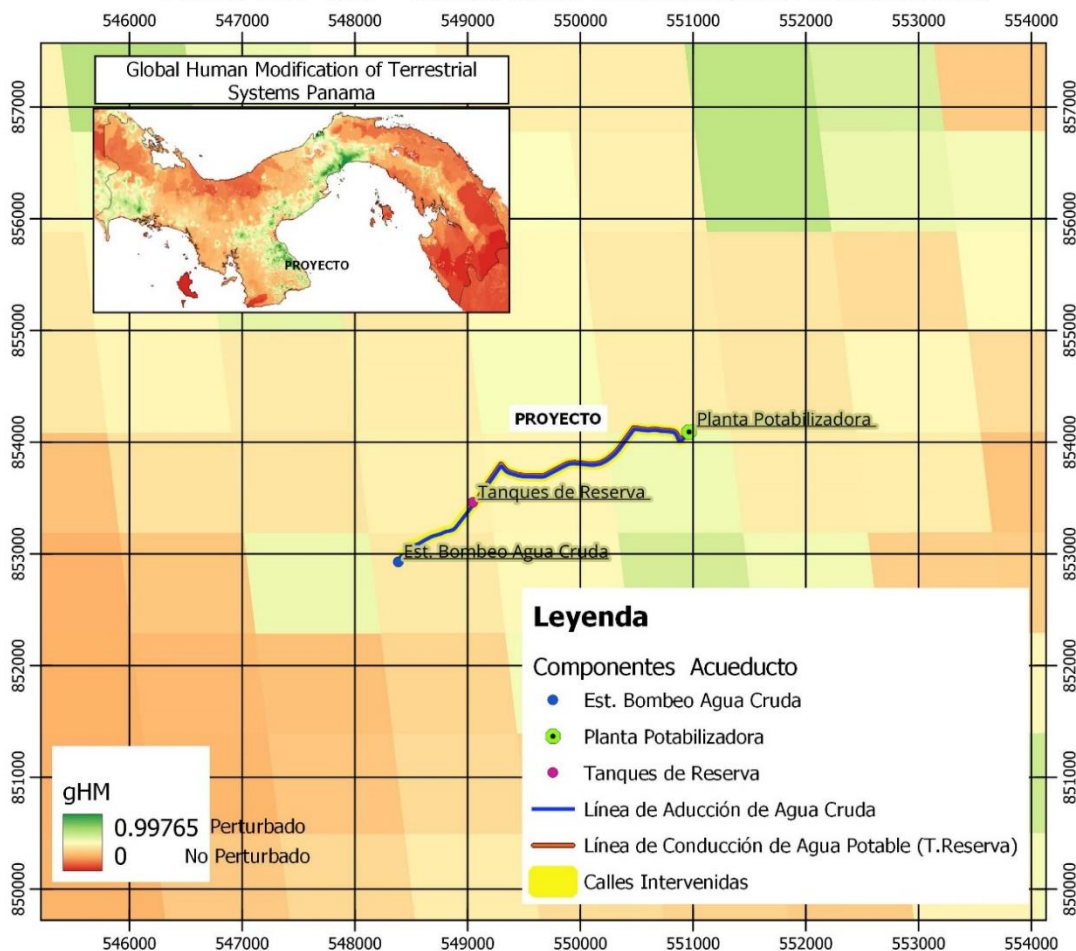 546000 547000 548000 549000 550000 551000 552000 553000 554000
Global Human Modification of Terrestrial
Systems Panama
PROYECTO
857000 857000
856000 856000
855000 855000
854000 854000
853000 853000
852000 852000
851000 851000
850000 850000
PROYECTO
Planta Potabilizadora
Tanques de Reserva
Est. Bombeo Agua Cruda
Leyenda
Componentes Acueducto
Est. Bombeo Agua Cruda
Planta Potabilizadora
Tanques de Reserva
Línea de Aducción de Agua Cruda
Línea de Conducción de Agua Potable (T.Reserva)
Calles Intervenidas
gHM
0.99765 Perturbado
0 No Perturbado
546000 547000 548000 549000 550000 551000 552000 553000 554000